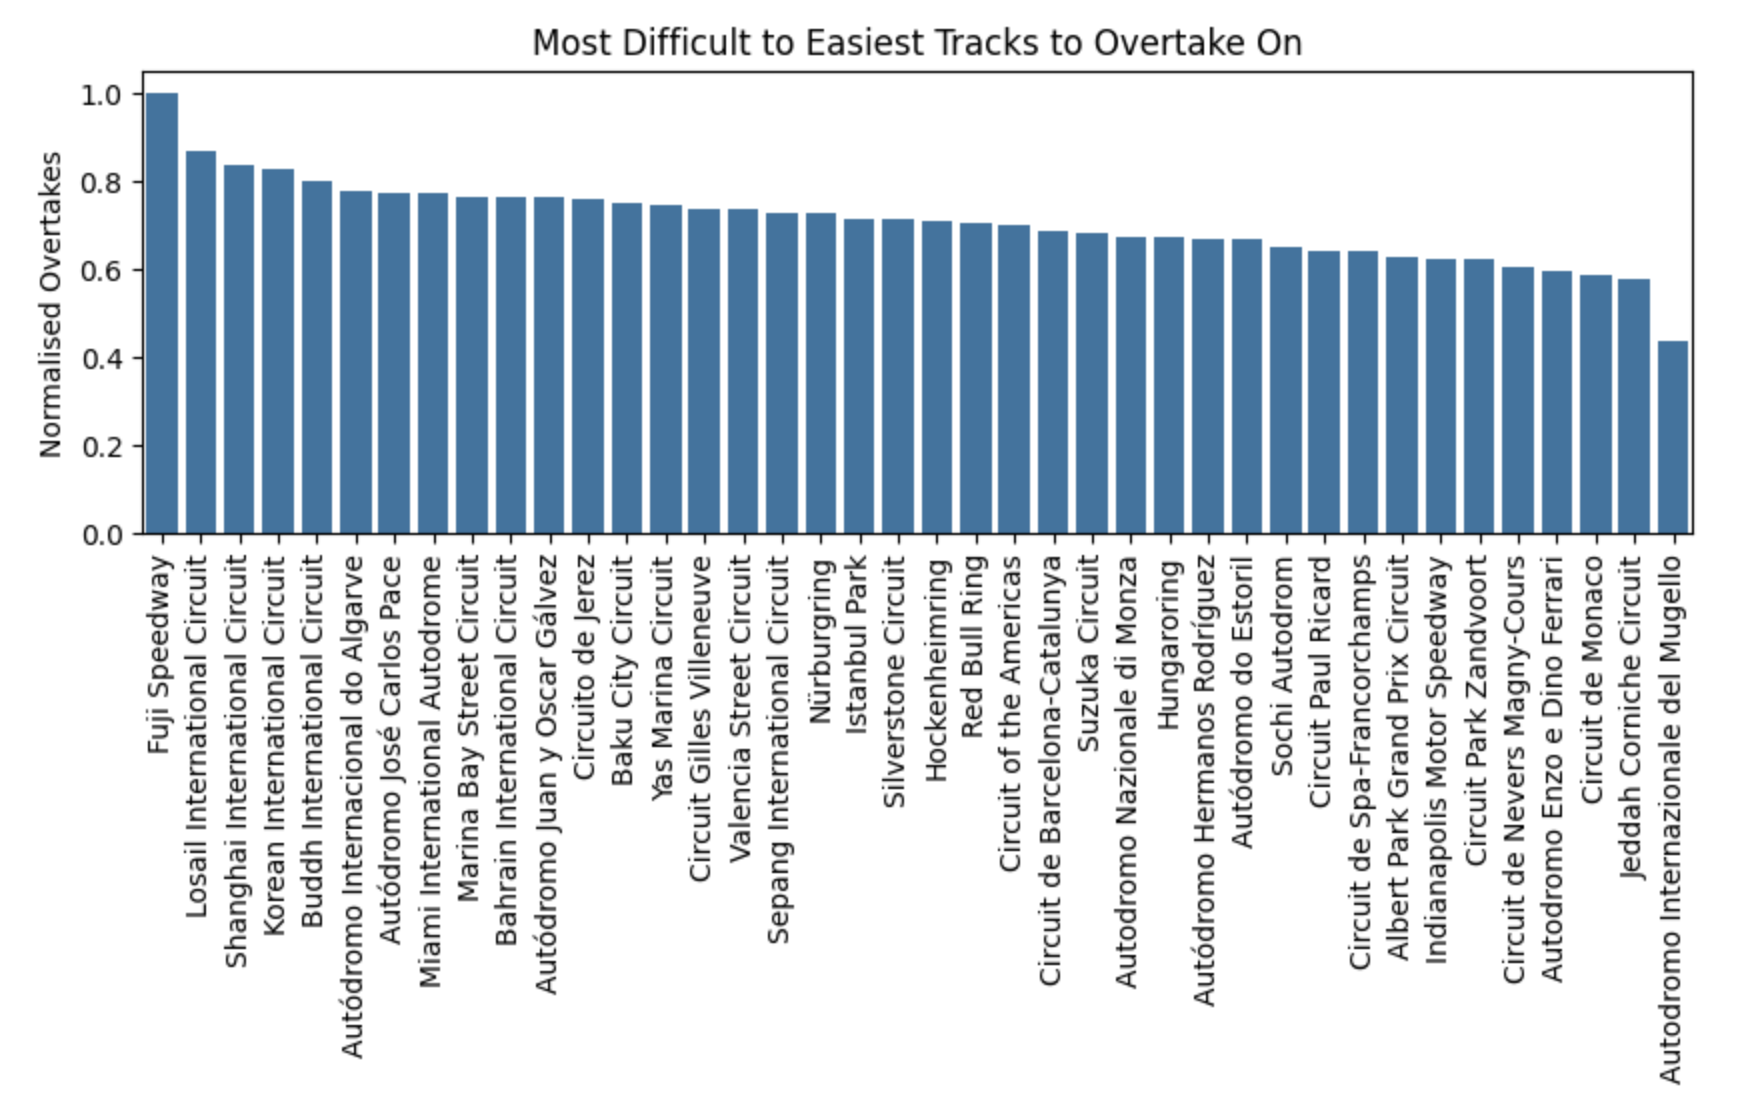 Most Difficult to Easiest Tracks to Overtake On
Normalised Overtakes
1.0
0.8
0.6
0.4
0.2
0.0
Fuji Speedway
Losail International Circuit
Shanghai International Circuit
Korean International Circuit
Buddh International Circuit
Autódromo Internacional do Algarve
Autódromo José Carlos Pace
Miami International Autodrome
Marina Bay Street Circuit
Bahrain International Circuit
Autódromo Juan y Oscar Gálvez
Circuito de Jerez
Baku City Circuit
Yas Marina Circuit
Circuit Gilles Villeneuve
Valencia Street Circuit
Sepang International Circuit
Nürburgring
Istanbul Park
Silverstone Circuit
Hockenheimring
Red Bull Ring
Circuit of the Americas
Circuit de Barcelona-Catalunya
Suzuka Circuit
Autodromo Nazionale di Monza
Hungaroring
Autódromo Hermanos Rodríguez
Autódromo do Estoril
Sochi Autodrom
Circuit Paul Ricard
Circuit de Spa-Francorchamps
Albert Park Grand Prix Circuit
Indianapolis Motor Speedway
Circuit Park Zandvoort
Circuit de Nevers Magny-Cours
Autodromo Enzo e Dino Ferrari
Circuit de Monaco
Jeddah Corniche Circuit
Autodromo Internazionale del Mugello